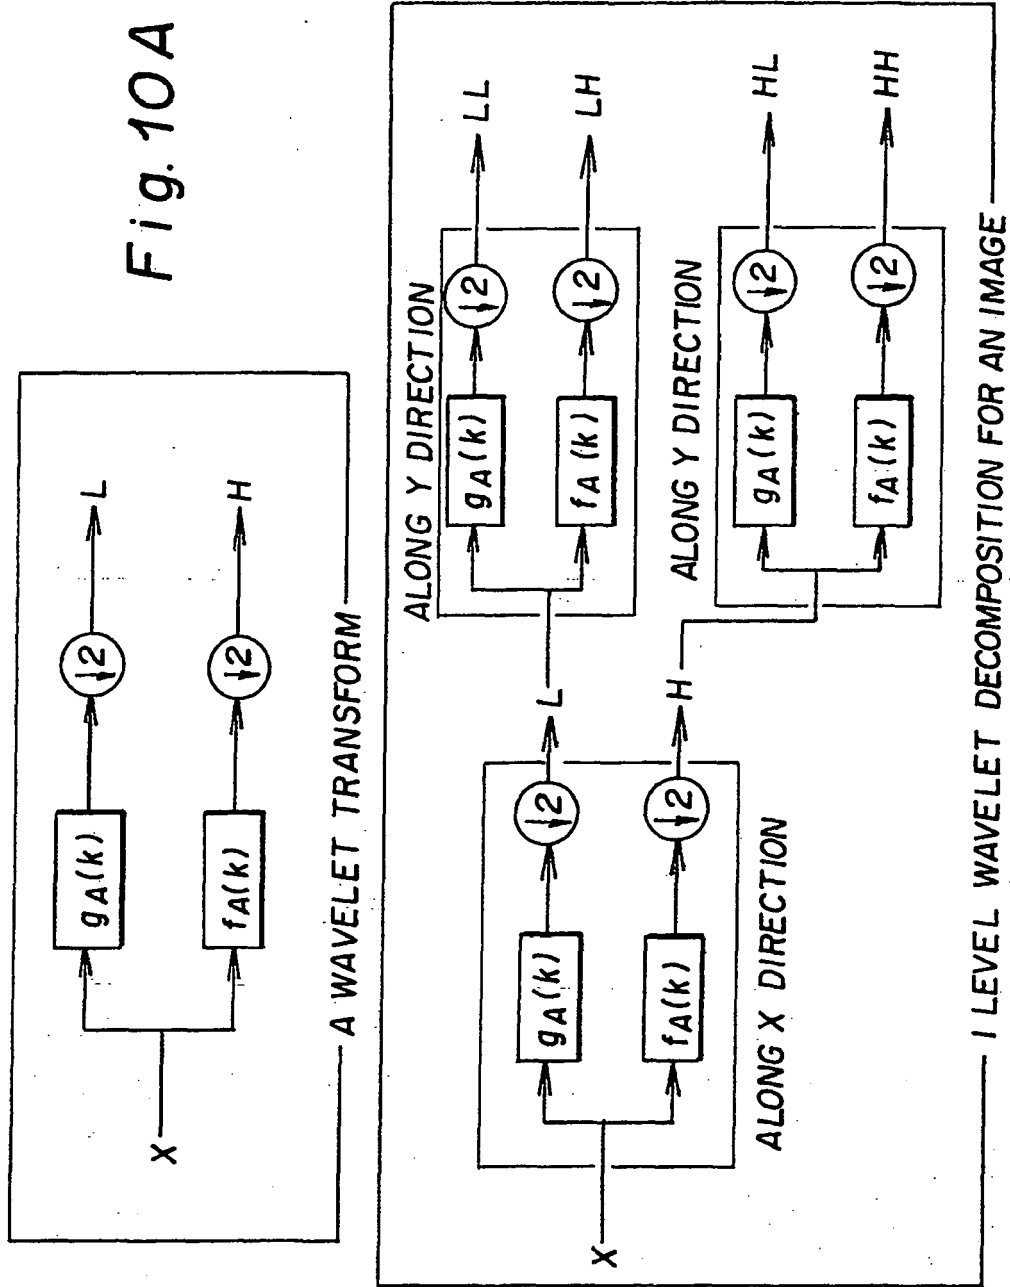 Fig. 10A
X
gA(k)
↓2
L
fA(k)
↓2
H
A WAVELET TRANSFORM
X
gA(k)
↓2
L
fA(k)
↓2
H
ALONG X DIRECTION
ALONG Y DIRECTION
gA(k)
↓2
LL
fA(k)
↓2
LH
ALONG Y DIRECTION
gA(k)
↓2
HL
fA(k)
↓2
HH
1 LEVEL WAVELET DECOMPOSITION FOR AN IMAGE